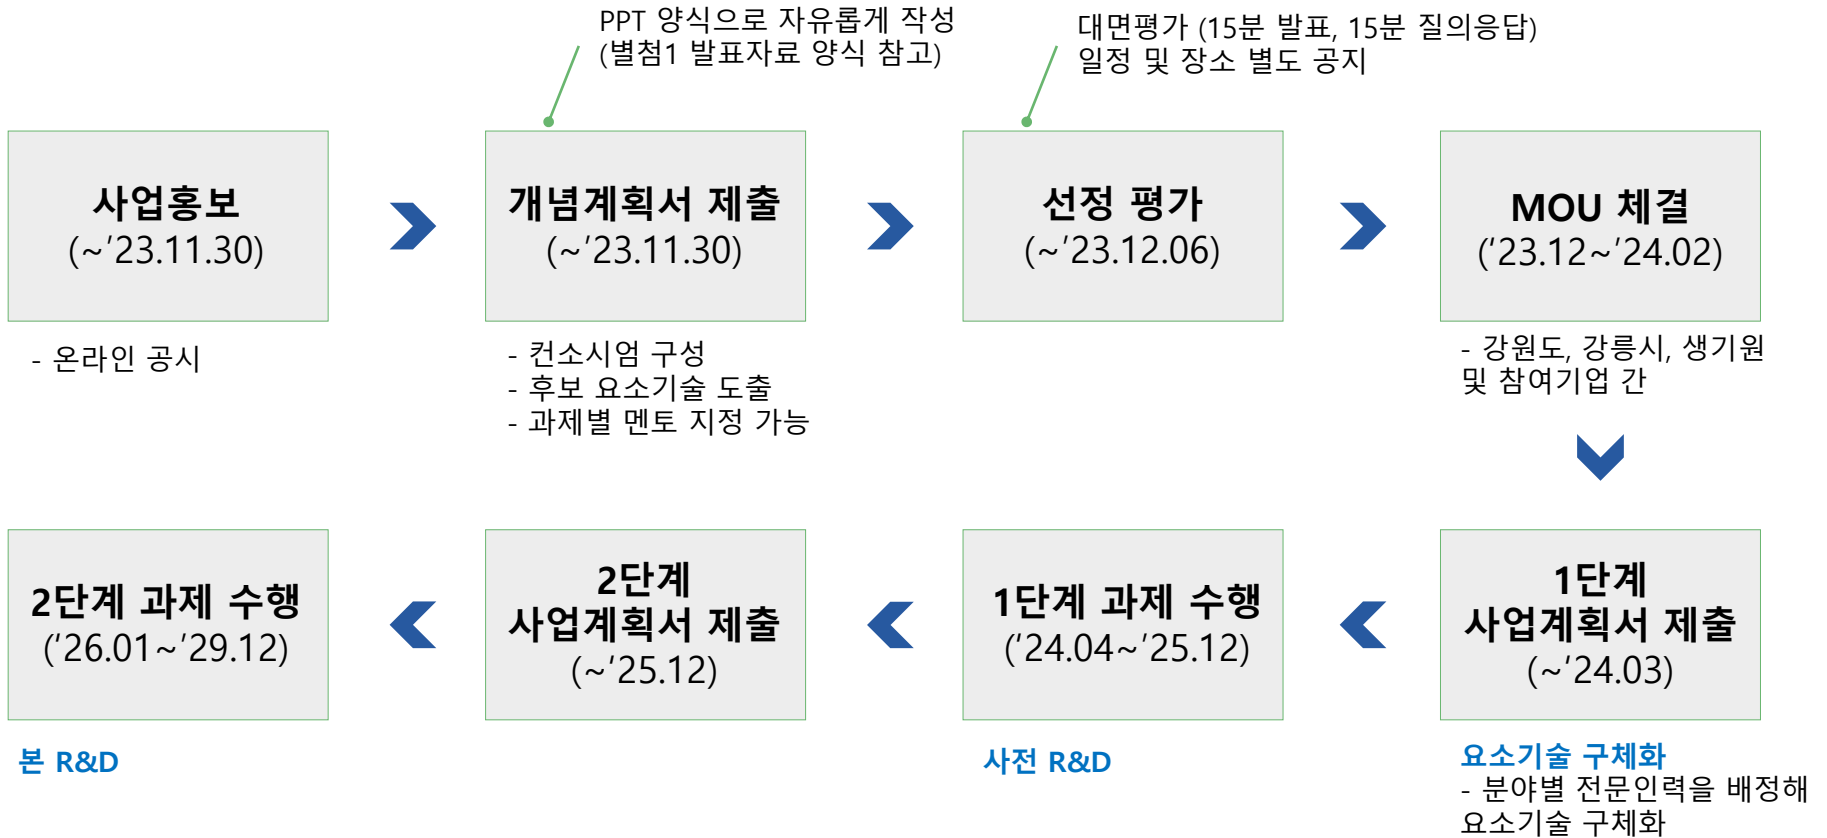 PPT 양식으로 자유롭게 작성
(별첨1 발표자료 양식 참고)
대면평가 (15분 발표, 15분 질의응답)
일정 및 장소 별도 공지
사업홍보
(~’23.11.30)
- 온라인 공시
개념계획서 제출
(~’23.11.30)
- 컨소시엄 구성
- 후보 요소기술 도출
- 과제별 멘토 지정 가능
선정 평가
(~’23.12.06)
MOU 체결
(‘23.12~’24.02)
- 강원도, 강릉시, 생기원
및 참여기업 간
1단계
사업계획서 제출
(~’24.03)
요소기술 구체화
- 분야별 전문인력을 배정해
요소기술 구체화
1단계 과제 수행
(‘24.04~’25.12)
사전 R&D
2단계
사업계획서 제출
(~’25.12)
2단계 과제 수행
(‘26.01~’29.12)
본 R&D